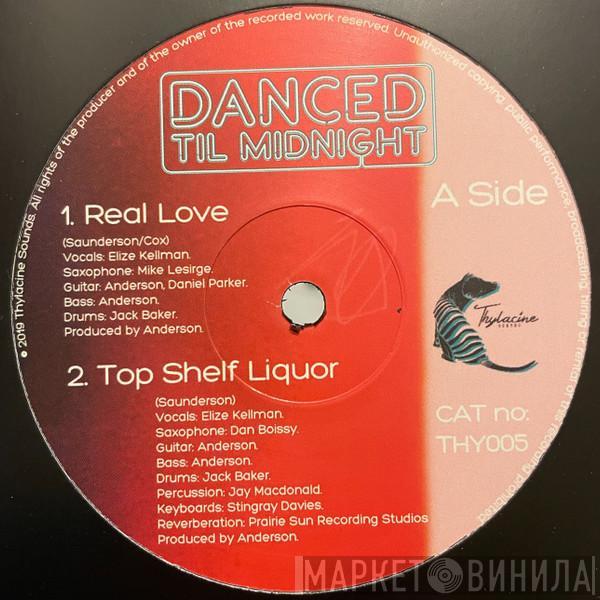 DANCED
TIL MIDNIGHT
A Side
1. Real Love
(Saunderson/Cox)
Vocals: Elize Kellman.
Saxophone: Mike Lesirge.
Guitar: Anderson, Daniel Parker.
Bass: Anderson.
Drums: Jack Baker.
Produced by Anderson.
2. Top Shelf Liquor
(Saunderson)
Vocals: Elize Kellman.
Saxophone: Dan Boissy.
Guitar: Anderson.
Bass: Anderson.
Drums: Jack Baker.
Percussion: Jay Macdonald.
Keyboards: Stingray Davies.
Reverberation: Prairie Sun Recording Studios
Produced by Anderson.
Thylacine
SOUNDS
CAT no:
THY005
● 2019 Thylacine Sounds. All rights of the producer and of the owner of the recorded work reserved. Unauthorized copying, public performance, broadcasting, hiring or rental of this recording prohibited
МАРКЕТ ВИНИЛА